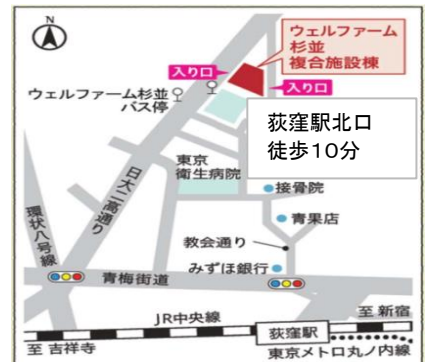 N
ウェルファーム
杉並
複合施設棟
入り口
入り口
ウェルファーム杉並
バス停
荻窪駅北口
徒歩10分
東京
衛生病院
日大二高通り
接骨院
環状八号線
青果店
教会通り
みずほ銀行
青梅街道
JR中央線
至 新宿
荻窪駅
至 吉祥寺
東京メトロ丸ノ内線